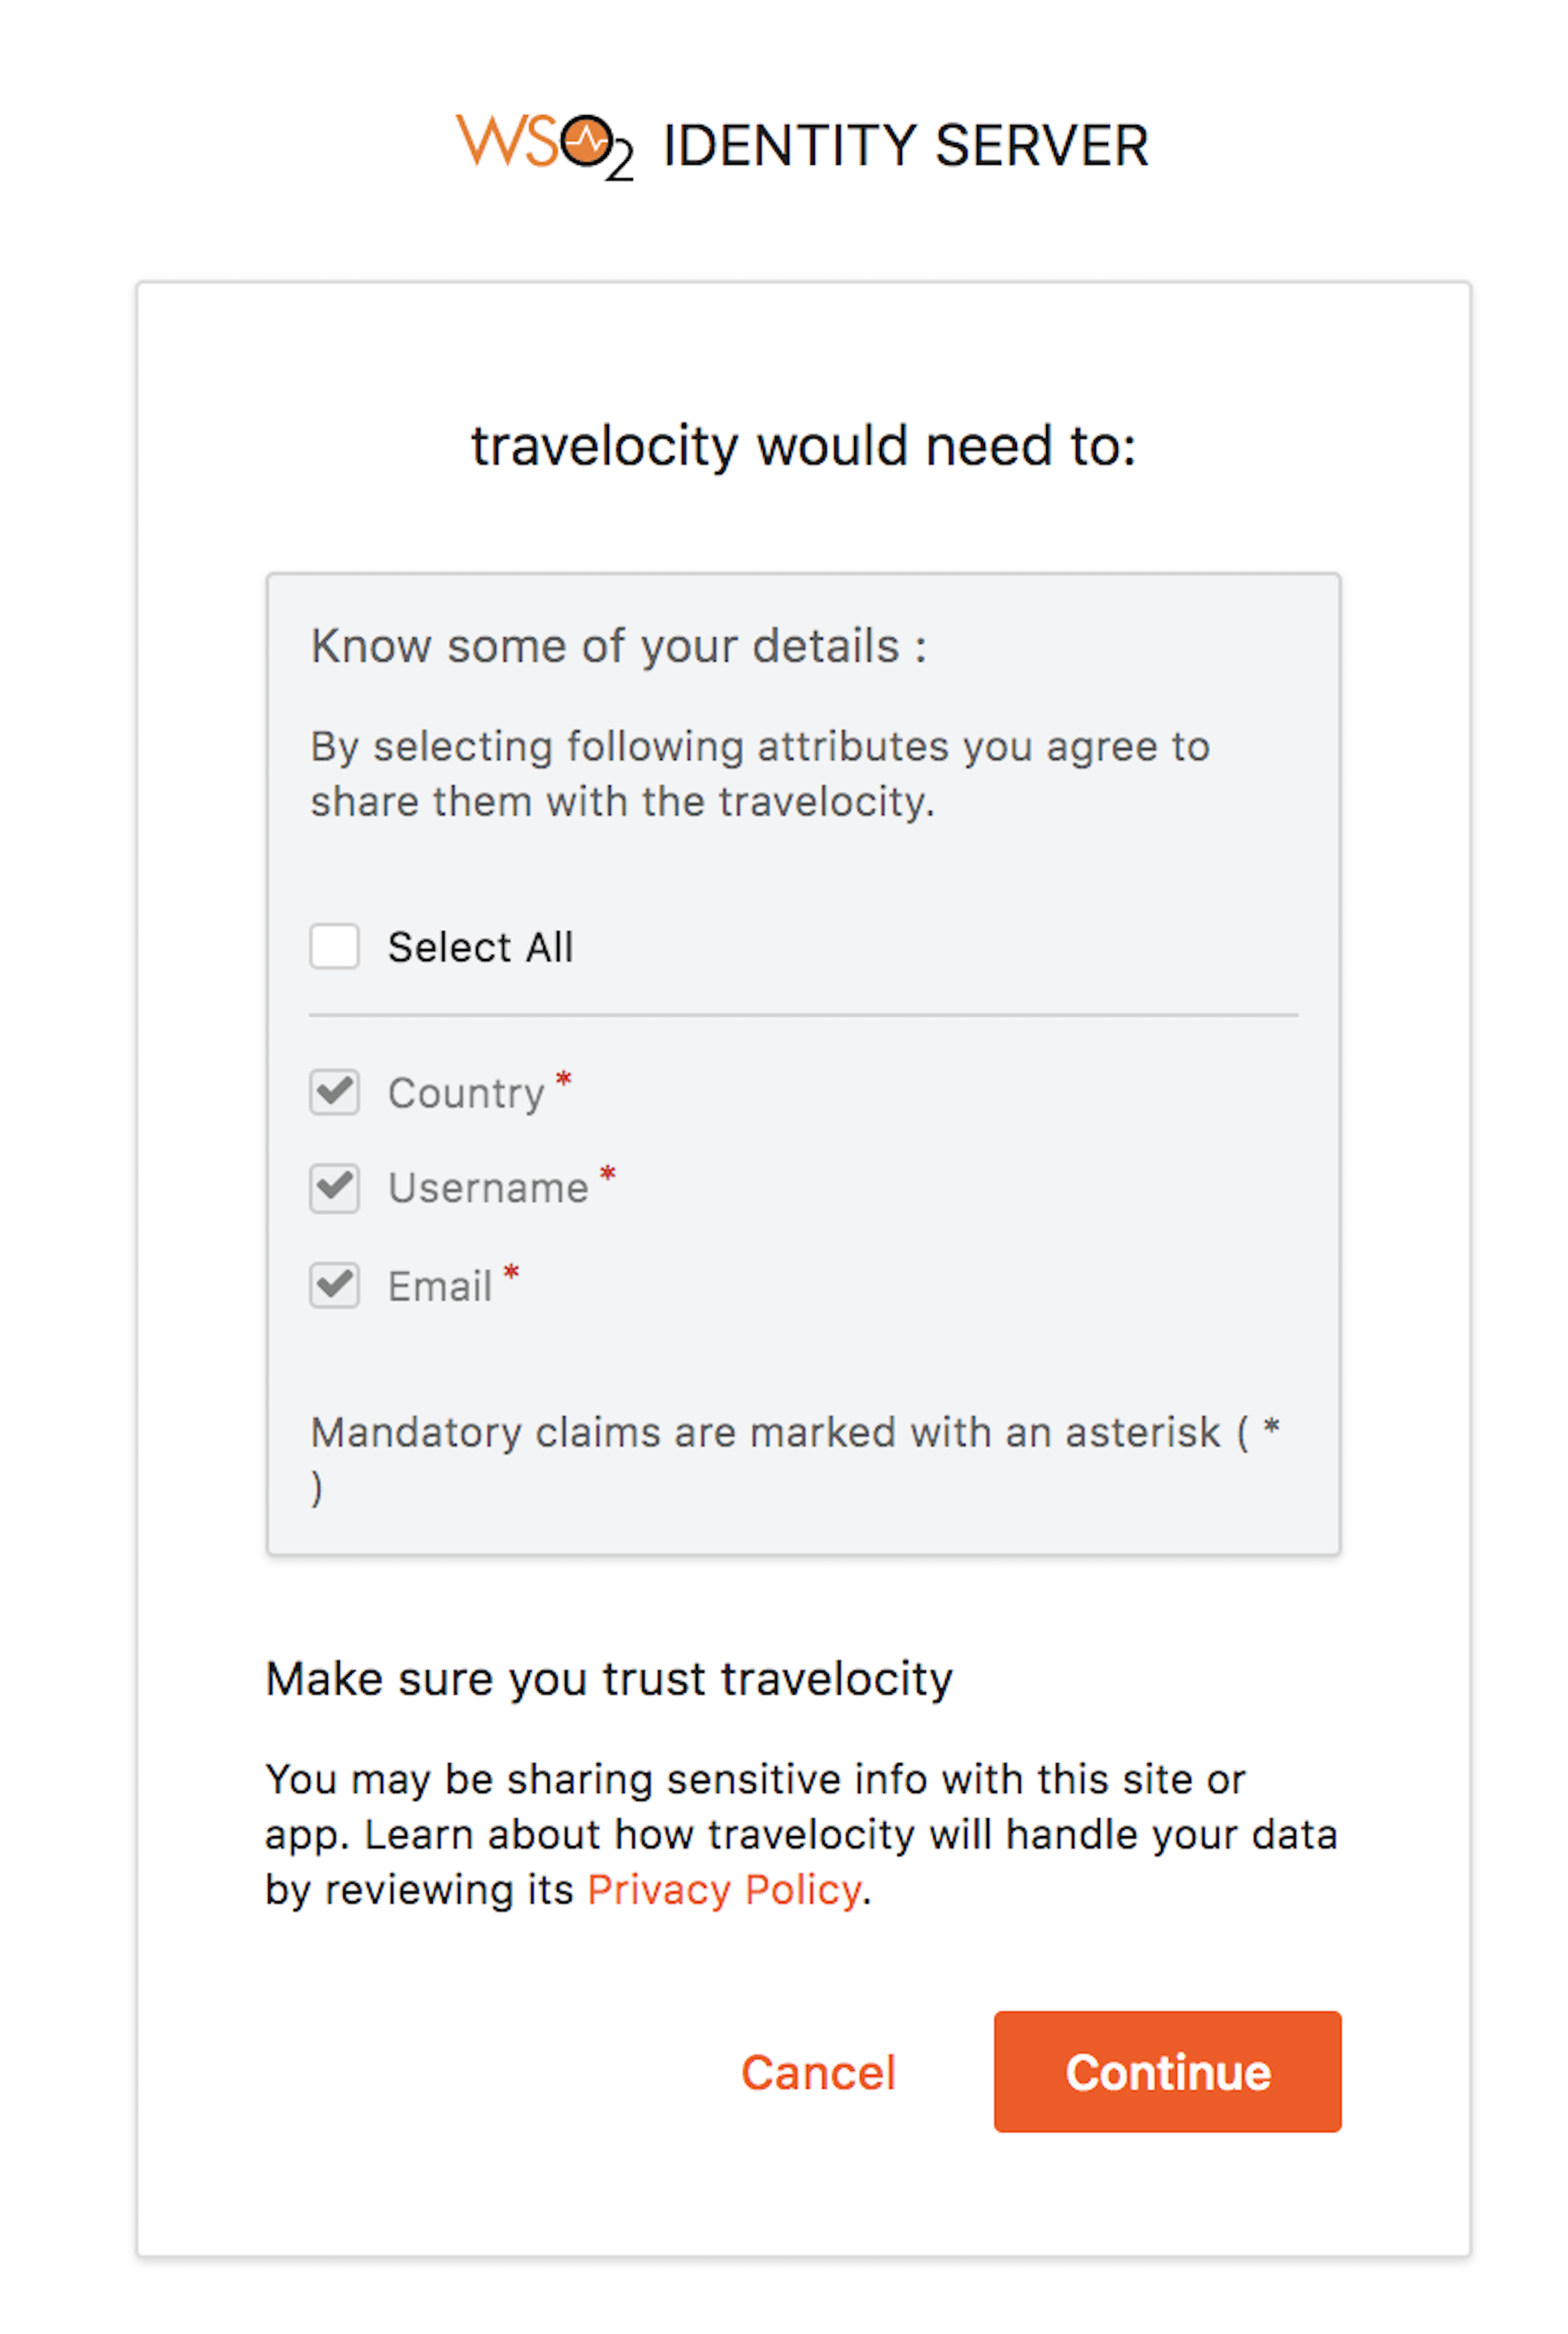 WSO2 IDENTITY SERVER
travelocity would need to:
Know some of your details :
By selecting following attributes you agree to
share them with the travelocity.
Select All
Country *
Username *
Email *
Mandatory claims are marked with an asterisk ( *
)
Make sure you trust travelocity
You may be sharing sensitive info with this site or
app. Learn about how travelocity will handle your data
by reviewing its Privacy Policy.
Cancel Continue